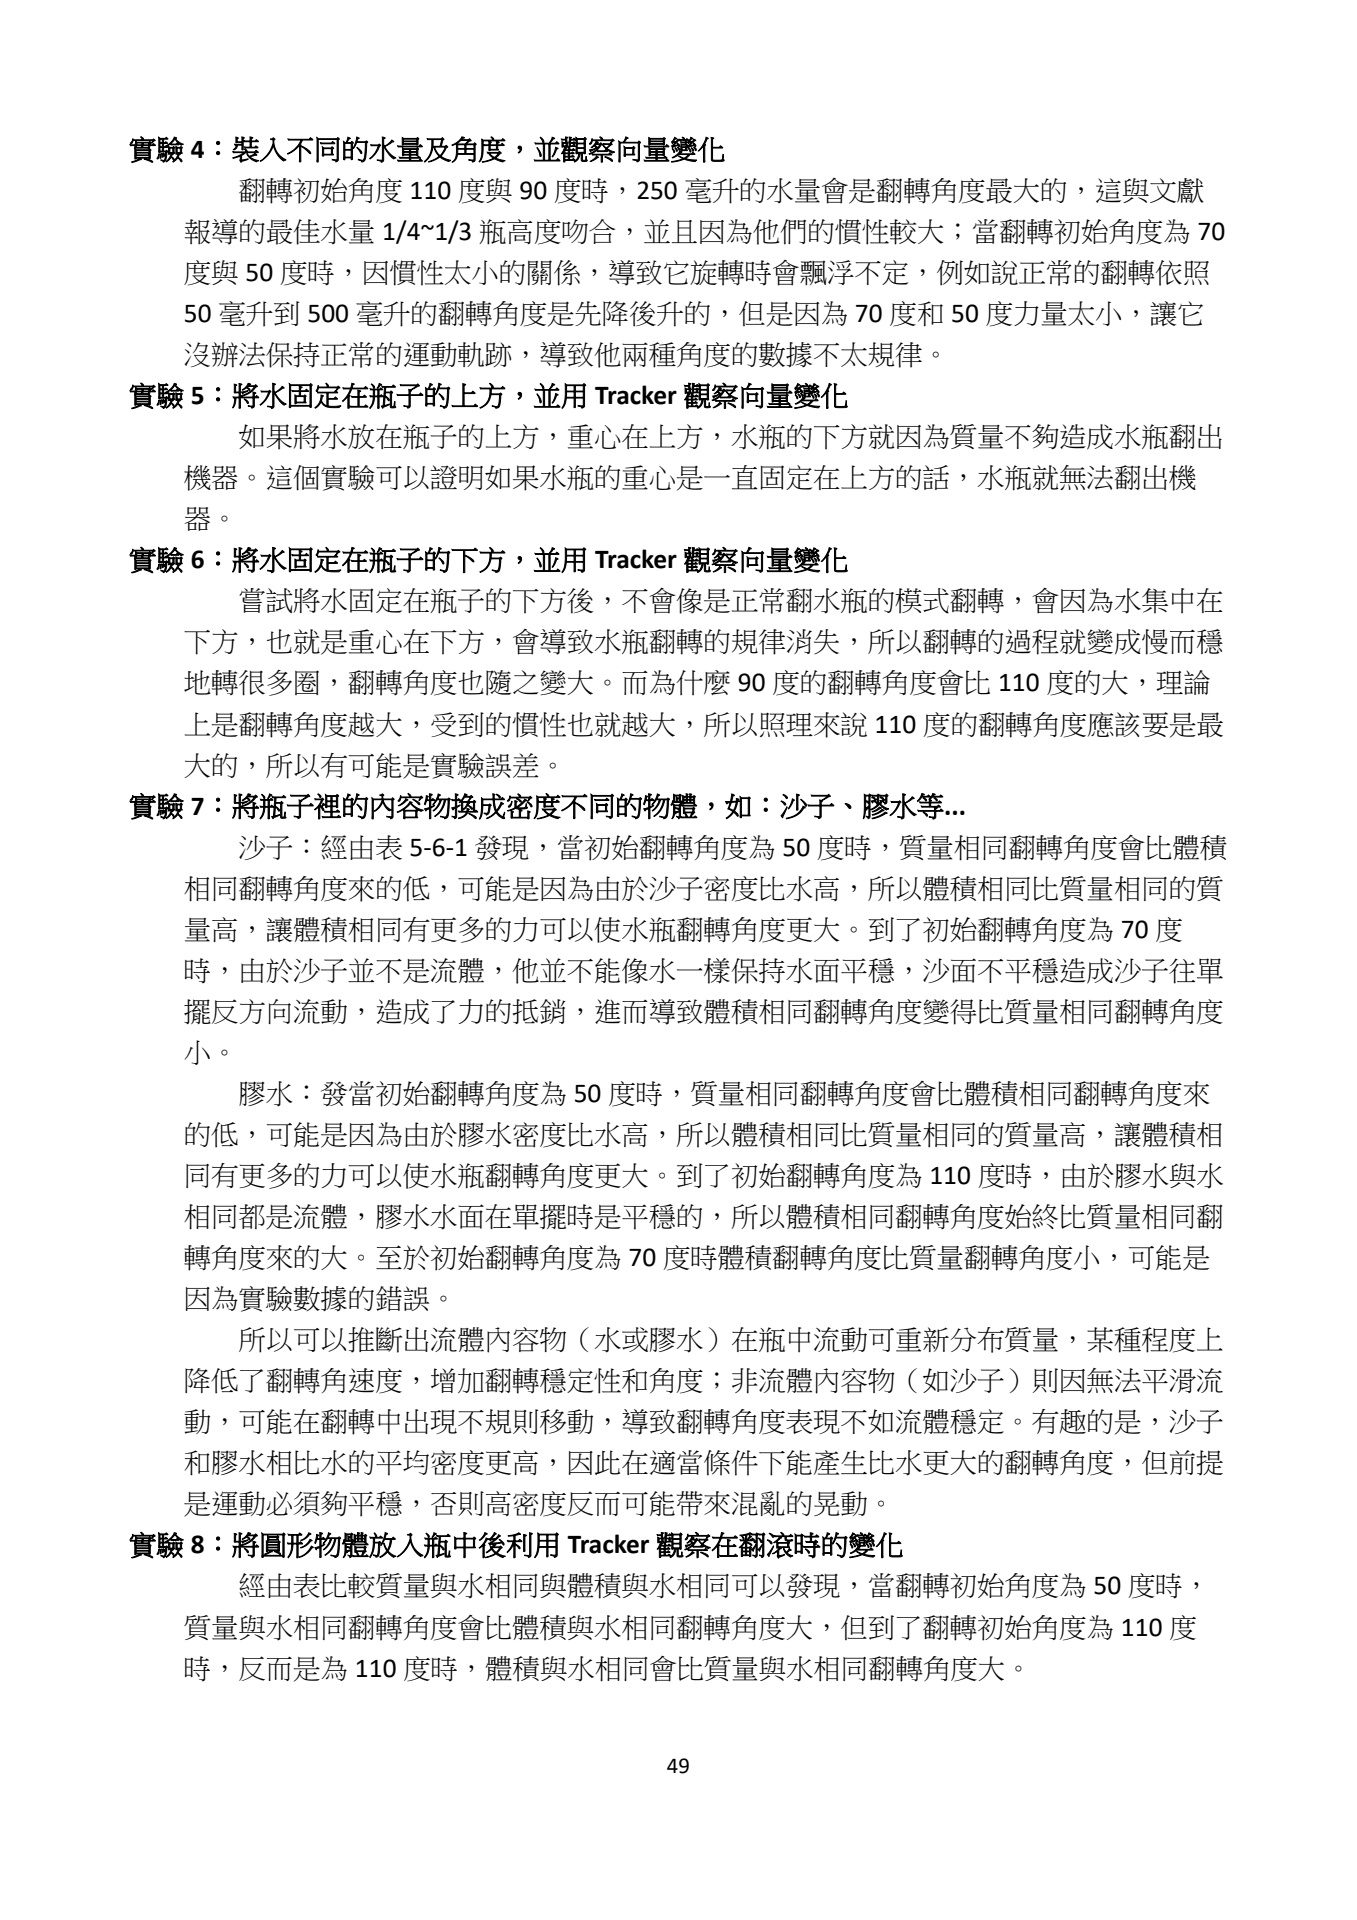 實驗 4：裝入不同的水量及角度，並觀察向量變化
翻轉初始角度 110 度與 90 度時，250 毫升的水量會是翻轉角度最大的，這與文獻
報導的最佳水量 1/4~1/3 瓶高度吻合，並且因為他們的慣性較大；當翻轉初始角度為 70
度與 50 度時，因慣性太小的關係，導致它旋轉時會飄浮不定，例如說正常的翻轉依照
50 毫升到 500 毫升的翻轉角度是先降後升的，但是因為 70 度和 50 度力量太小，讓它
沒辦法保持正常的運動軌跡，導致他兩種角度的數據不太規律。
實驗 5：將水固定在瓶子的上方，並用 Tracker 觀察向量變化
如果將水放在瓶子的上方，重心在上方，水瓶的下方就因為質量不夠造成水瓶翻出
機器。這個實驗可以證明如果水瓶的重心是一直固定在上方的話，水瓶就無法翻出機
器。
實驗 6：將水固定在瓶子的下方，並用 Tracker 觀察向量變化
嘗試將水固定在瓶子的下方後，不會像是正常翻水瓶的模式翻轉，會因為水集中在
下方，也就是重心在下方，會導致水瓶翻轉的規律消失，所以翻轉的過程就變成慢而穩
地轉很多圈，翻轉角度也隨之變大。而為什麼 90 度的翻轉角度會比 110 度的大，理論
上是翻轉角度越大，受到的慣性也就越大，所以照理來說 110 度的翻轉角度應該要是最
大的，所以有可能是實驗誤差。
實驗 7：將瓶子裡的內容物換成密度不同的物體，如：沙子、膠水等...
沙子：經由表 5-6-1 發現，當初始翻轉角度為 50 度時，質量相同翻轉角度會比體積
相同翻轉角度來的低，可能是因為由於沙子密度比水高，所以體積相同比質量相同的質
量高，讓體積相同有更多的力可以使水瓶翻轉角度更大。到了初始翻轉角度為 70 度
時，由於沙子並不是流體，他並不能像水一樣保持水面平穩，沙面不平穩造成沙子往單
擺反方向流動，造成了力的抵銷，進而導致體積相同翻轉角度變得比質量相同翻轉角度
小。
膠水：發當初始翻轉角度為 50 度時，質量相同翻轉角度會比體積相同翻轉角度來
的低，可能是因為由於膠水密度比水高，所以體積相同比質量相同的質量高，讓體積相
同有更多的力可以使水瓶翻轉角度更大。到了初始翻轉角度為 110 度時，由於膠水與水
相同都是流體，膠水水面在單擺時是平穩的，所以體積相同翻轉角度始終比質量相同翻
轉角度來的大。至於初始翻轉角度為 70 度時體積翻轉角度比質量翻轉角度小，可能是
因為實驗數據的錯誤。
所以可以推斷出流體內容物（水或膠水）在瓶中流動可重新分布質量，某種程度上
降低了翻轉角速度，增加翻轉穩定性和角度；非流體內容物（如沙子）則因無法平滑流
動，可能在翻轉中出現不規則移動，導致翻轉角度表現不如流體穩定。有趣的是，沙子
和膠水相比水的平均密度更高，因此在適當條件下能產生比水更大的翻轉角度，但前提
是運動必須夠平穩，否則高密度反而可能帶來混亂的晃動。
實驗 8：將圓形物體放入瓶中後利用 Tracker 觀察在翻滾時的變化
經由表比較質量與水相同與體積與水相同可以發現，當翻轉初始角度為 50 度時，
質量與水相同翻轉角度會比體積與水相同翻轉角度大，但到了翻轉初始角度為 110 度
時，反而是為 110 度時，體積與水相同會比質量與水相同翻轉角度大。
49